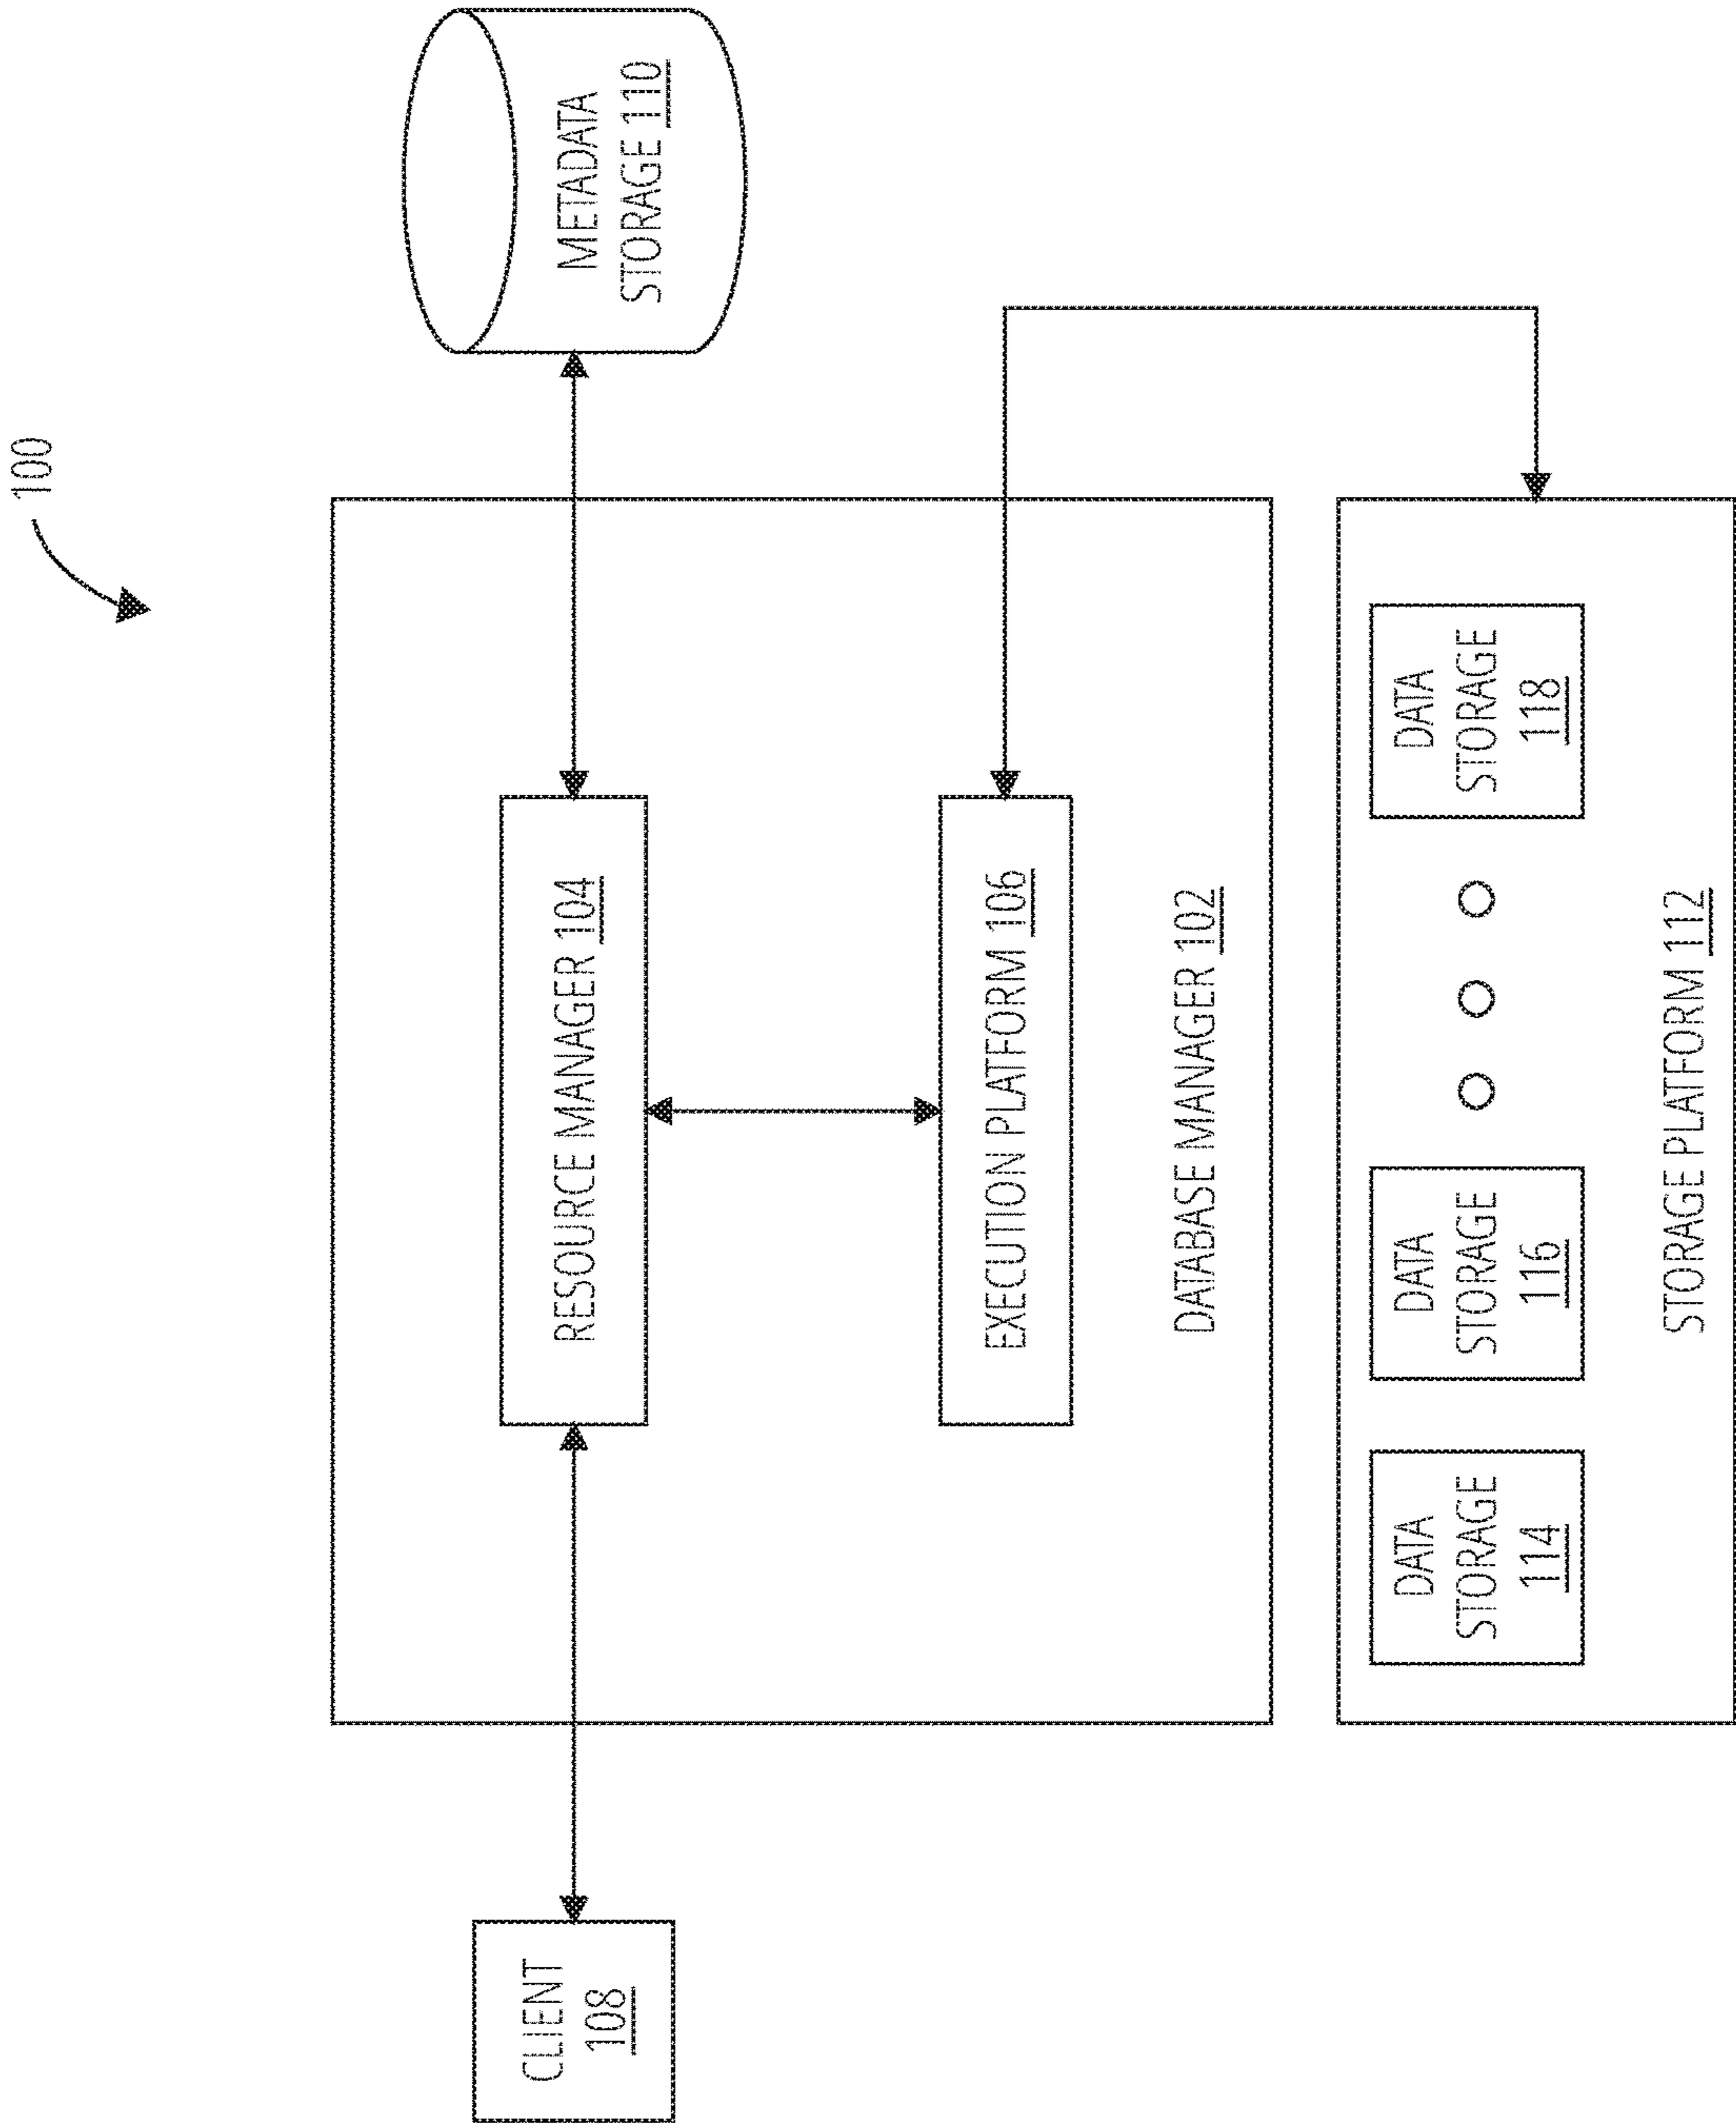 100
CLIENT
108
RESOURCE MANAGER 104
METADATA
STORAGE 110
EXECUTION PLATFORM 106
DATABASE MANAGER 102
DATA
STORAGE
114
DATA
STORAGE
116
DATA
STORAGE
118
STORAGE PLATFORM 112